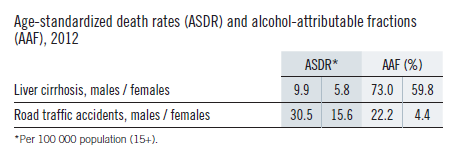 Age-standardized death rates (ASDR) and alcohol-attributable fractions
(AAF), 2012
ASDR* AAF (%)
Liver cirrhosis, males / females 9.9 5.8 73.0 59.8
Road traffic accidents, males / females 30.5 15.6 22.2 4.4
*Per 100 000 population (15+).